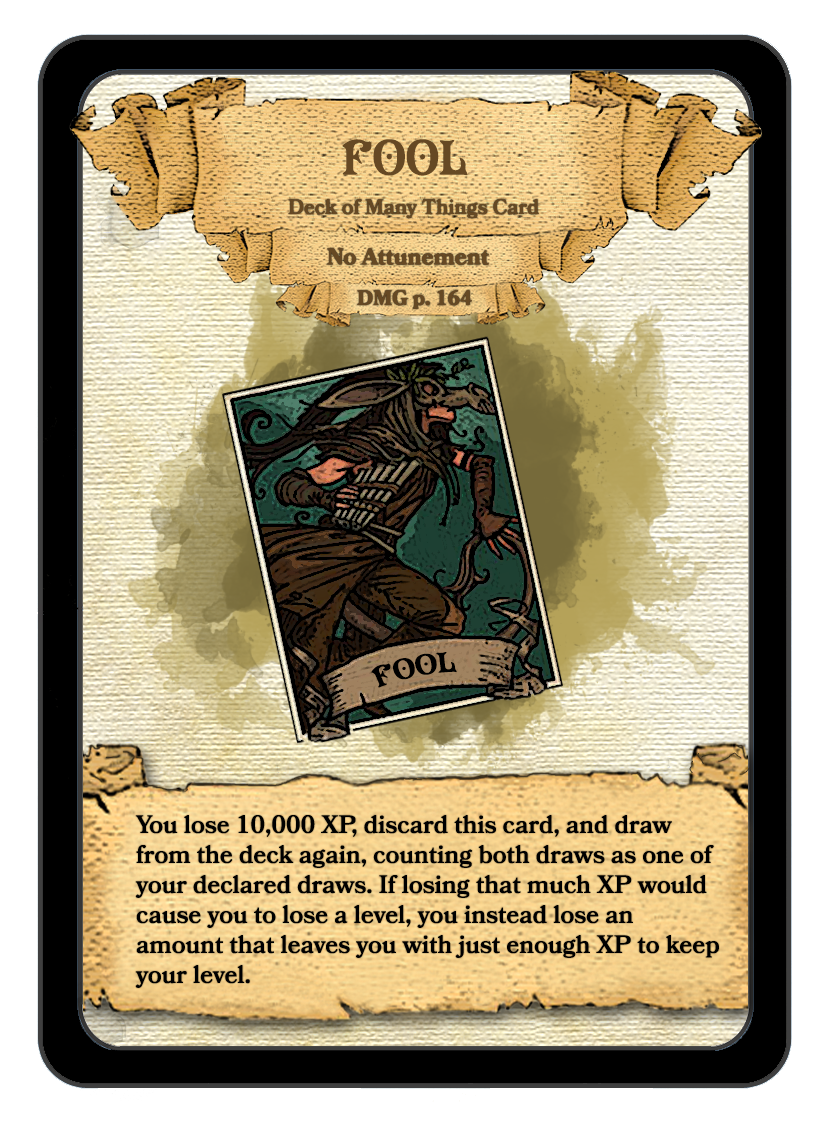 FOOL
Deck of Many Things Card
No Attunement
DMG p. 164
FOOL
You lose 10,000 XP, discard this card, and draw
from the deck again, counting both draws as one of
your declared draws. If losing that much XP would
cause you to lose a level, you instead lose an
amount that leaves you with just enough XP to keep
your level.